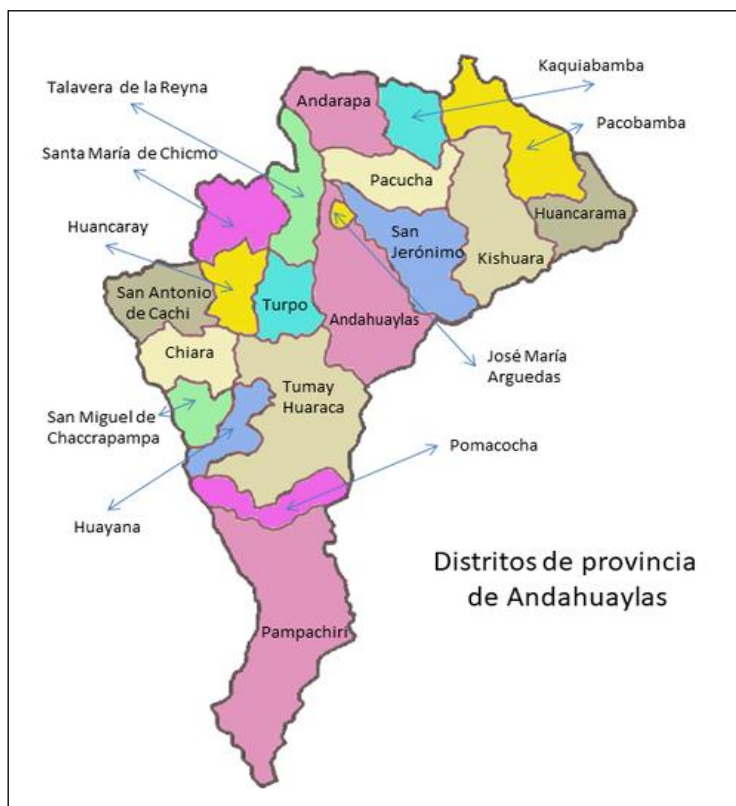 Kaquiabamba
Talavera de la Reyna
Andarapa
Pacobamba
Santa María de Chicmo
Pacucha
Huancarama
Huancaray
San
Jerónimo
Kishuara
San Antonio
de Cachi
Turpo
Andahuaylas
Chiara
José María
Arguedas
Tumay
Huaraca
San Miguel de
Chaccrapampa
Pomacocha
Huayana
Distritos de provincia
de Andahuaylas
Pampachiri